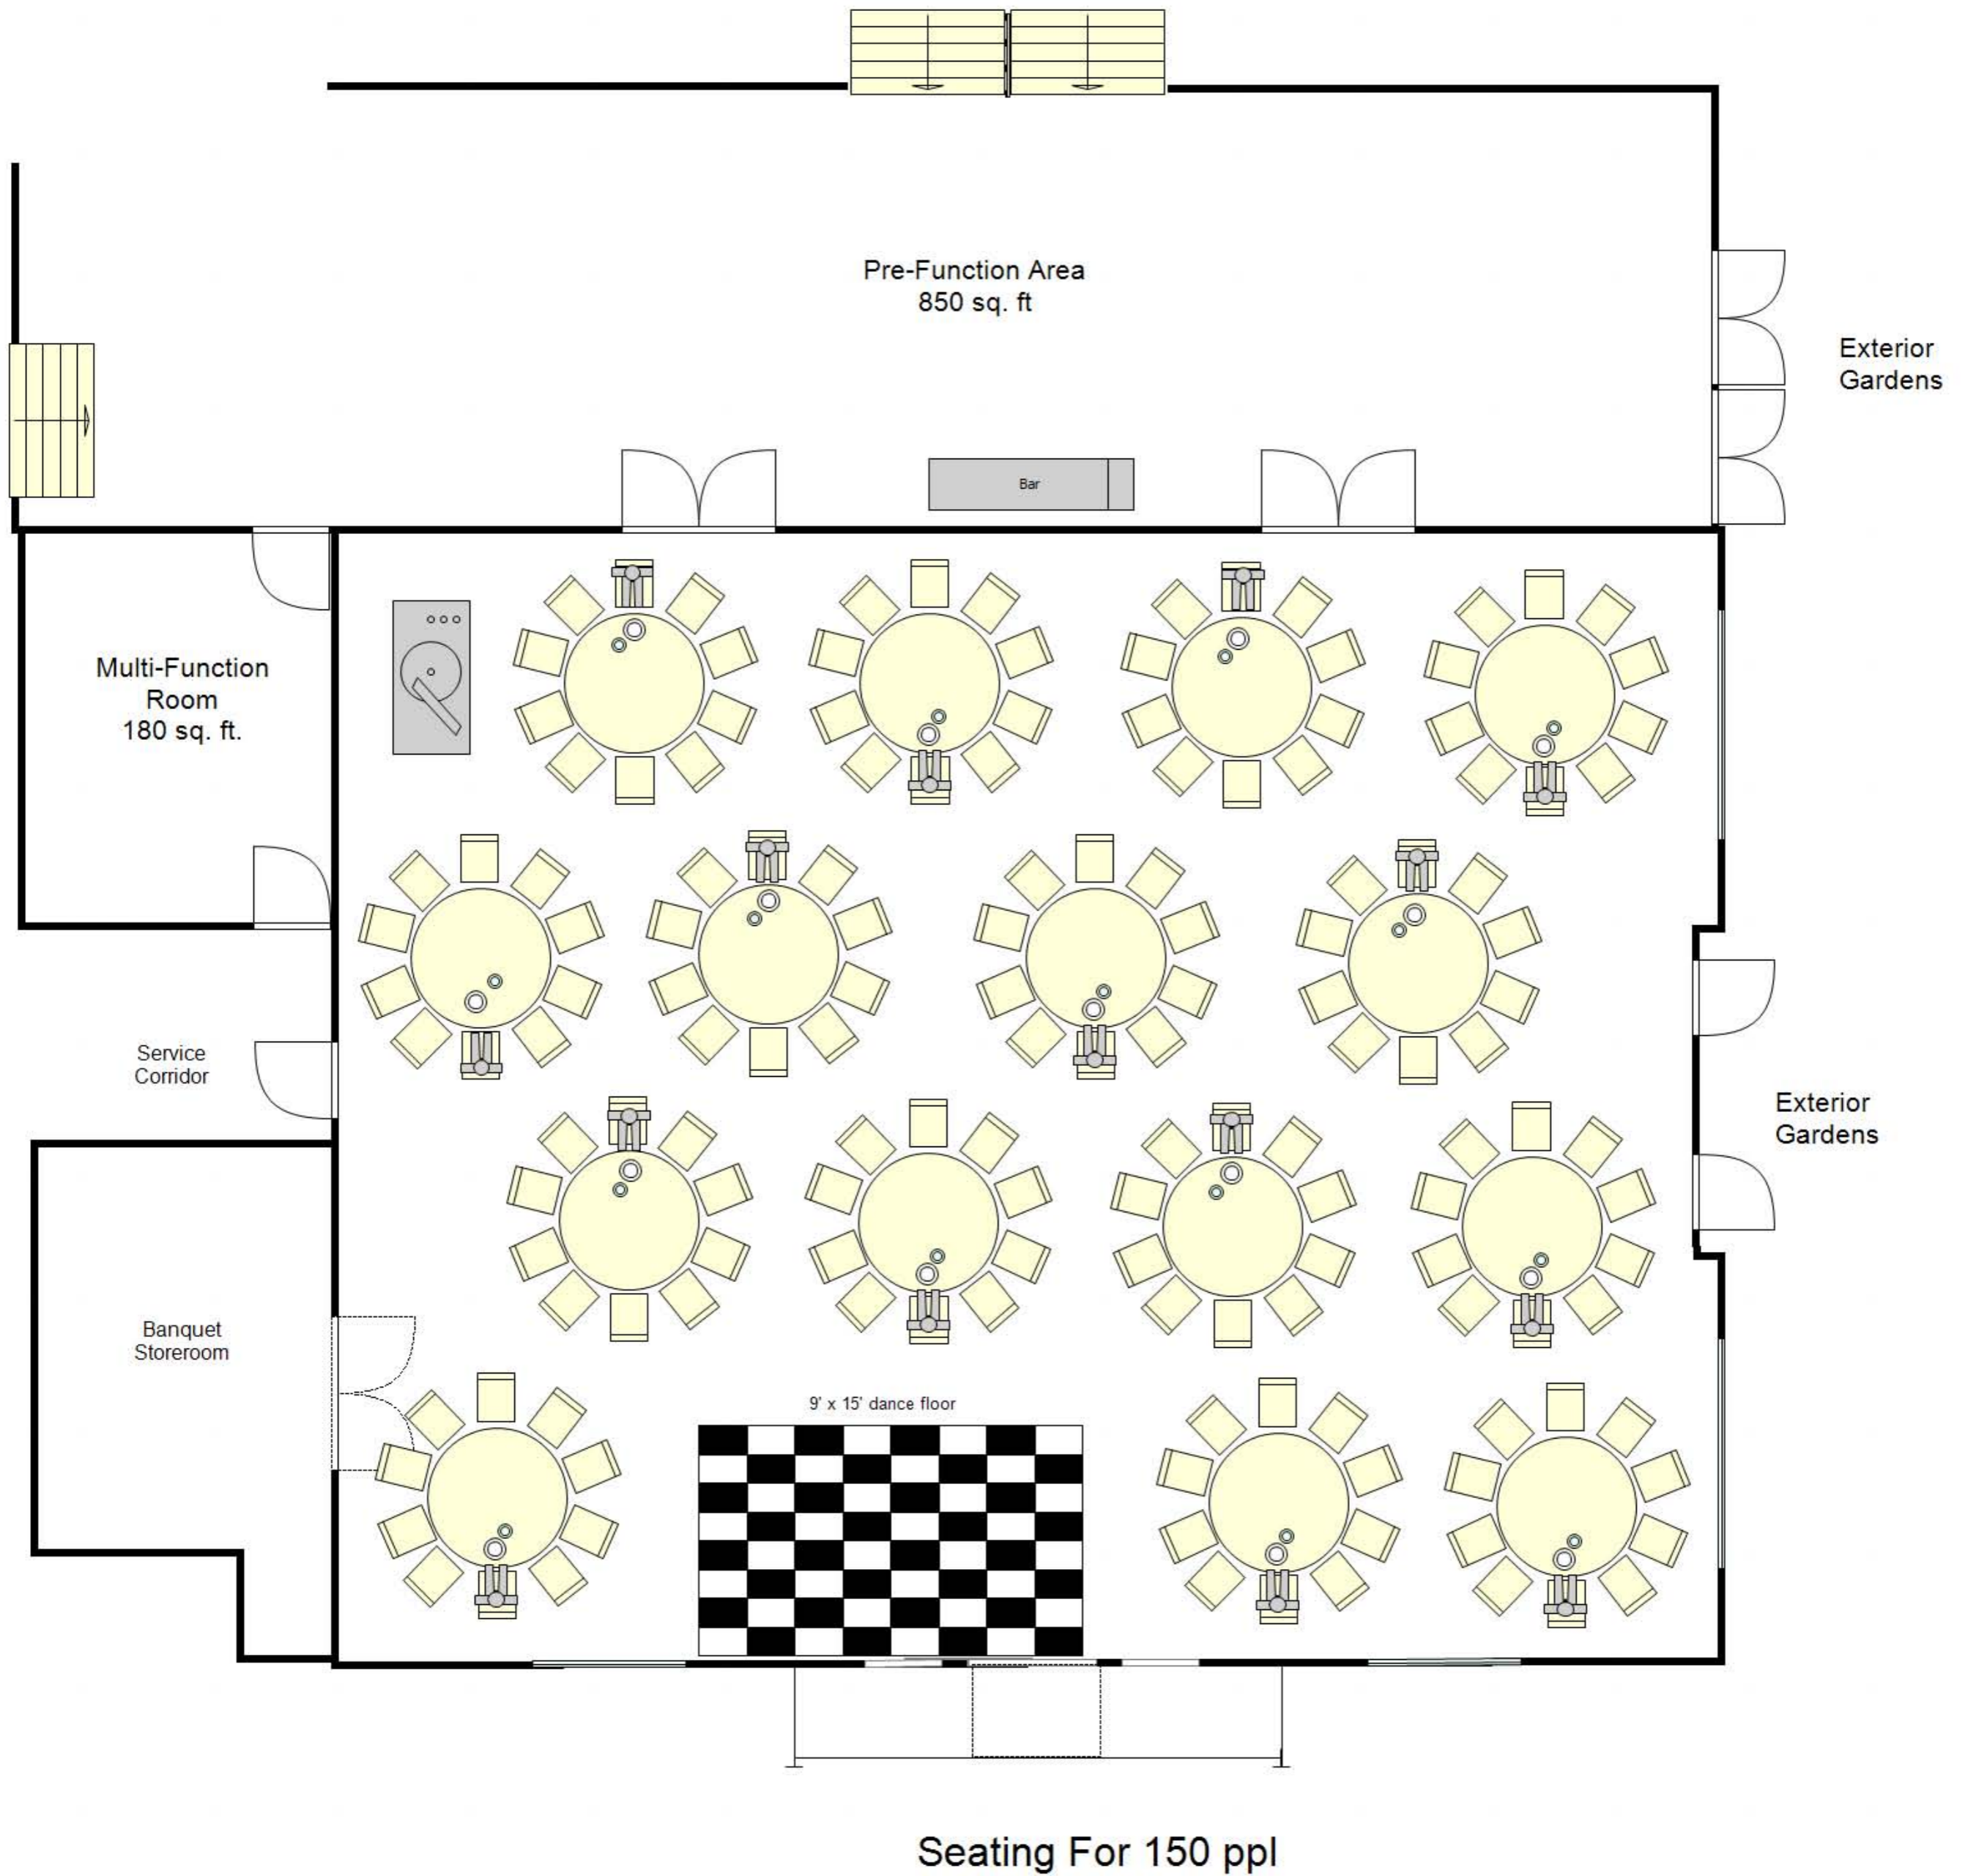 Pre-Function Area
850 sq. ft
Exterior
Gardens
Bar
Multi-Function
Room
180 sq. ft.
Service
Corridor
Exterior
Gardens
Banquet
Storeroom
9' x 15' dance floor
Seating For 150 ppl